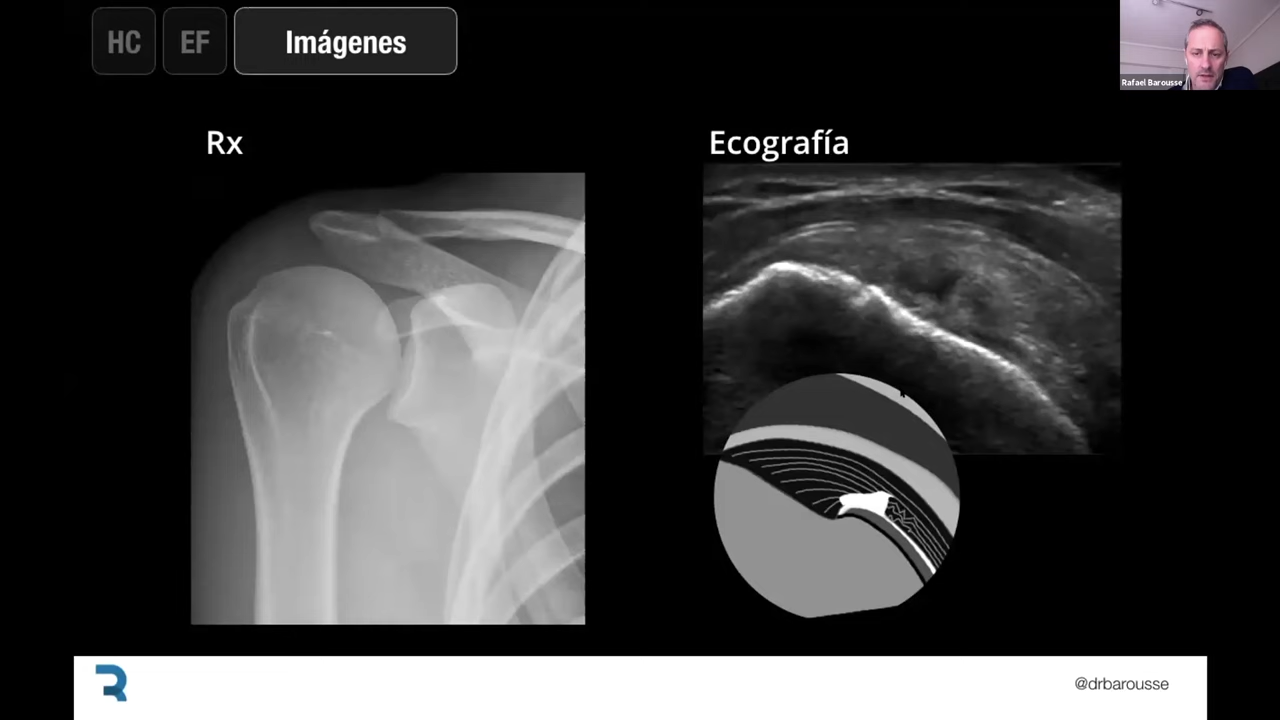 HC
EF
Imágenes
Rafael Barousse
Rx
Ecografía
@drbarousse